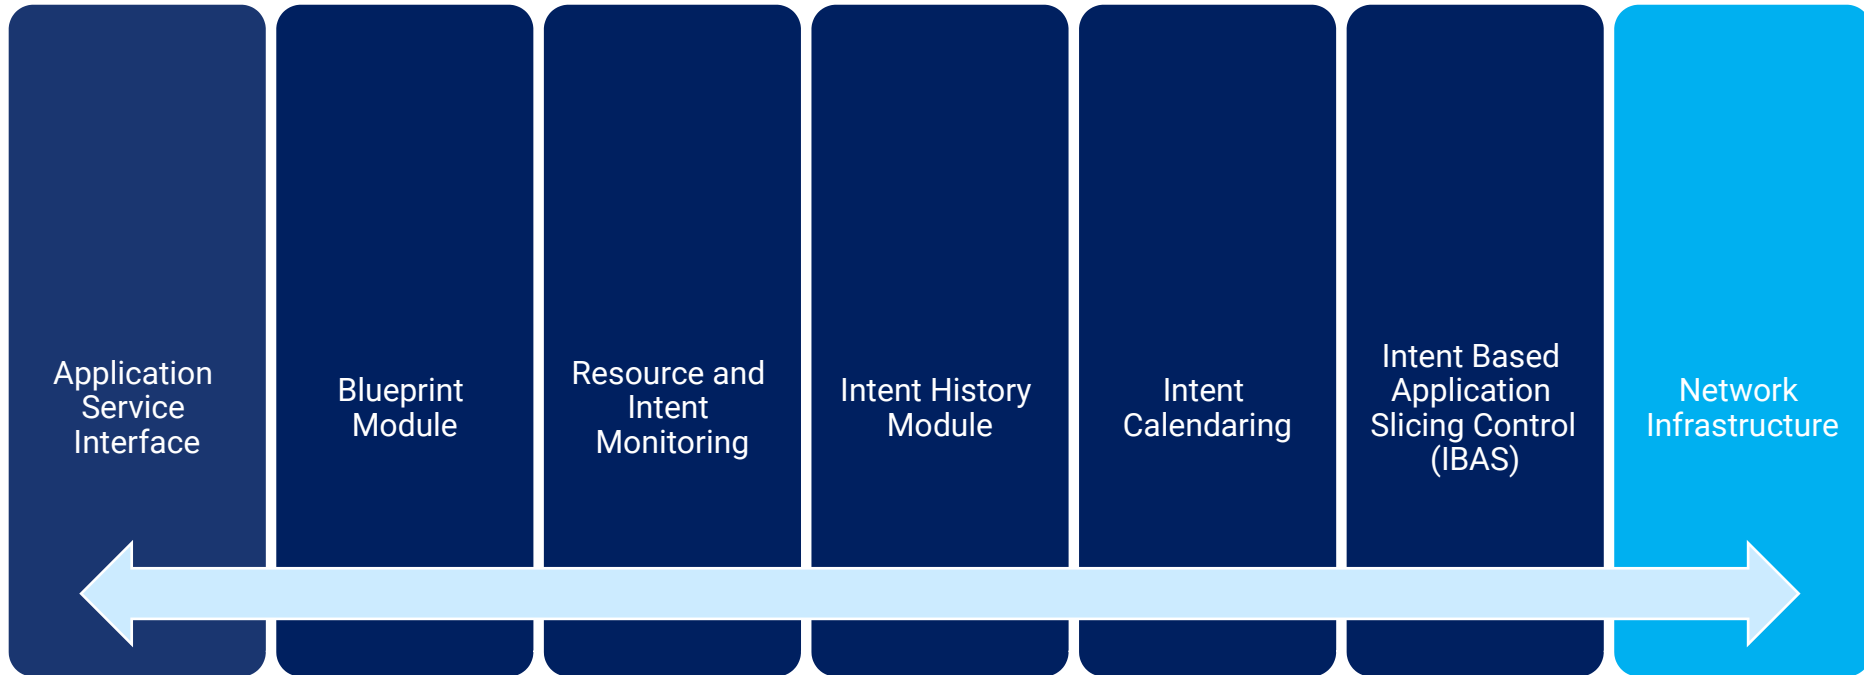 Application
Service
Interface
Blueprint
Module
Resource and
Intent
Monitoring
Intent History
Module
Intent
Calendaring
Intent Based
Application
Slicing Control
(IBAS)
Network
Infrastructure